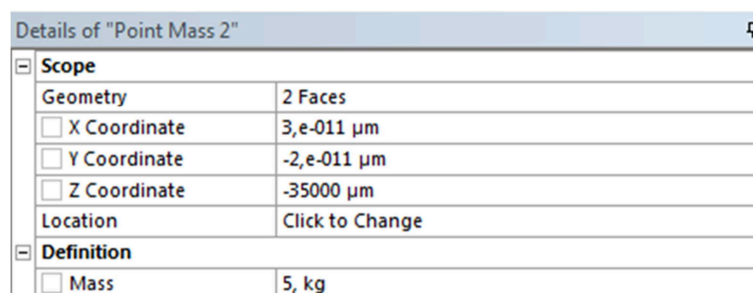 Details of "Point Mass 2"
Scope
Geometry 2 Faces
X Coordinate 3,e-011 µm
Y Coordinate -2,e-011 µm
Z Coordinate -35000 µm
Location Click to Change
Definition
Mass 5, kg